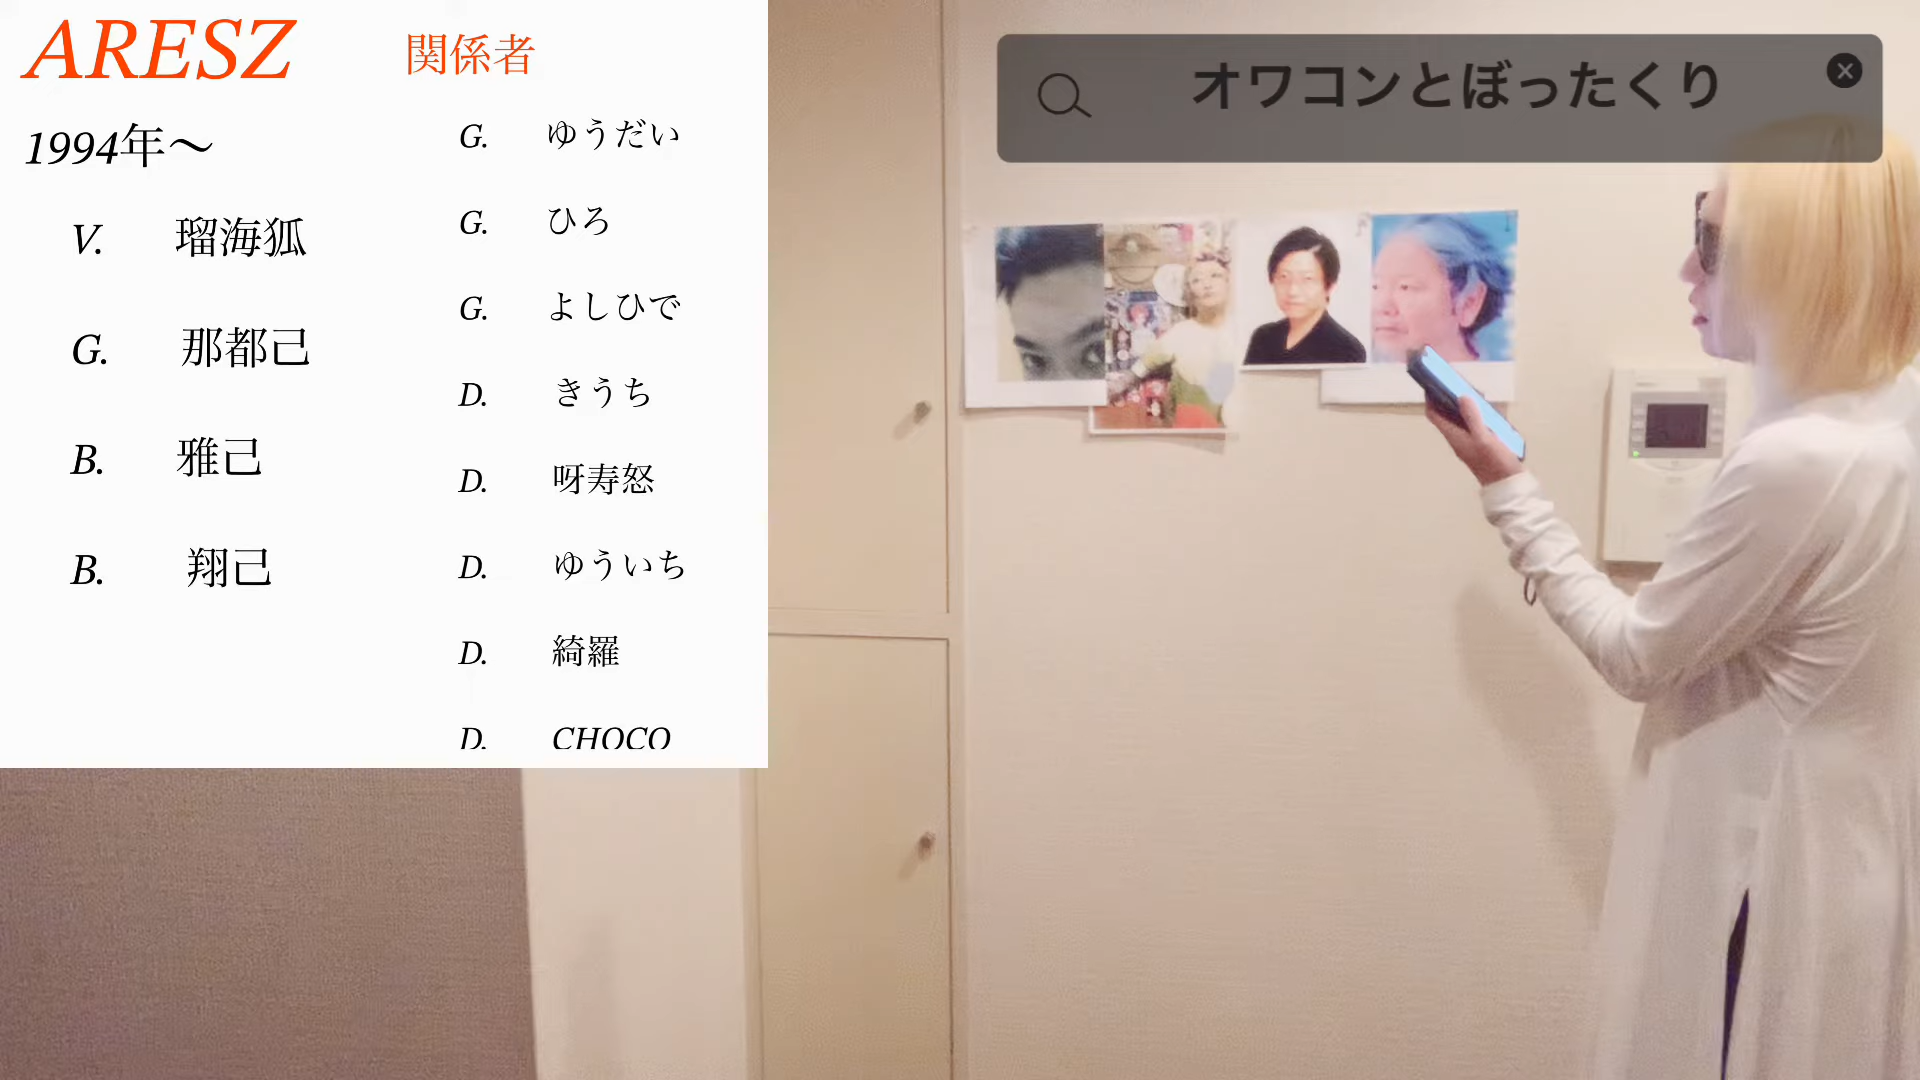 ARESZ
1994年〜
V. 瑠海狐
G. 那都己
B. 雅己
B. 翔己
関係者
G. ゆうだい
G. ひろ
G. よしひで
D. きうち
D. 呀寿怒
D. ゆういち
D. 綺羅
D. CHOCO
オワコンとぼったくり